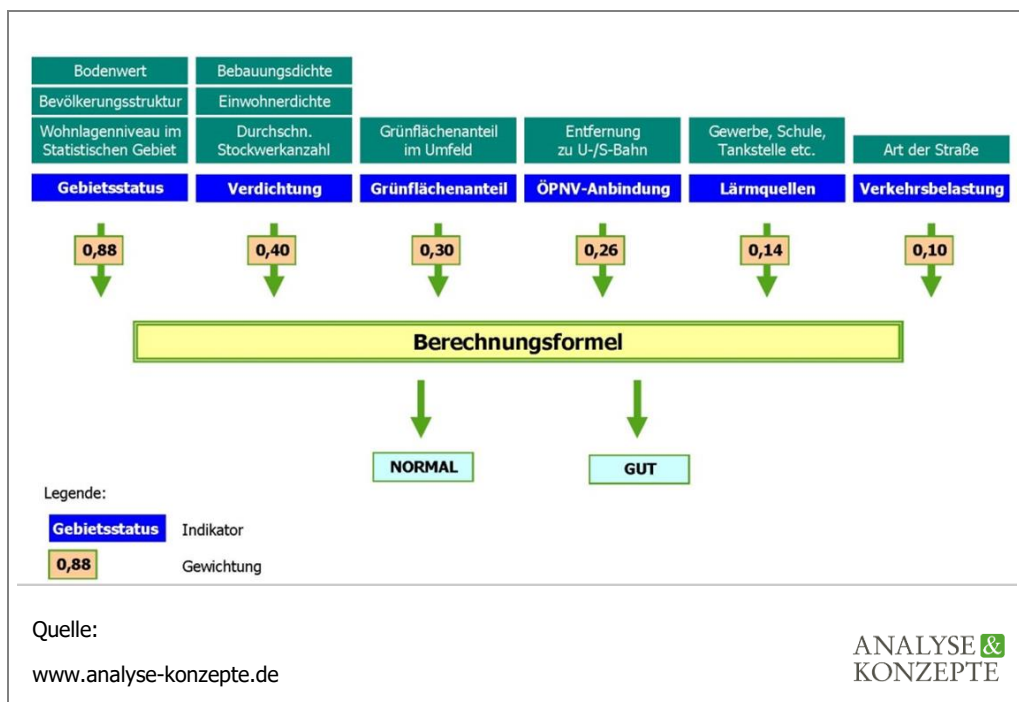 Bodenwert
Bevölkerungsstruktur
Wohnlagenniveau im
Statistischen Gebiet
Gebietsstatus
0,88
Bebauungsdichte
Einwohnerdichte
Durchschn.
Stockwerkanzahl
Verdichtung
0,40
Grünflächenanteil
im Umfeld
Grünflächenanteil
0,30
Entfernung
zu U-/S-Bahn
ÖPNV-Anbindung
0,26
Gewerbe, Schule,
Tankstelle etc.
Lärmquellen
0,14
Art der Straße
Verkehrsbelastung
0,10
Berechnungsformel
NORMAL
GUT
Legende:
Gebietsstatus Indikator
0,88 Gewichtung
Quelle:
www.analyse-konzepte.de
ANALYSE &
KONZEPTE